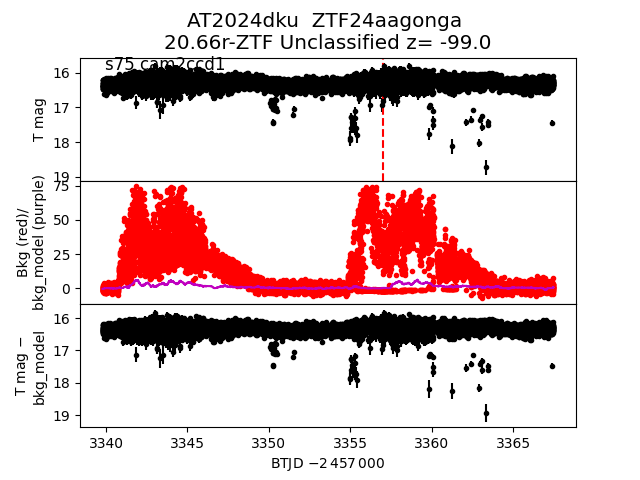 AT2024dku ZTF24aagonga
20.66r-ZTF Unclassified z= -99.0
s75 cam2ccd1
T mag
16
17
18
19
Bkg (red)/
bkg_model (purple)
75
50
25
0
T mag −
bkg_model
16
17
18
19
3340 3345 3350 3355 3360 3365
BTJD −2 457 000